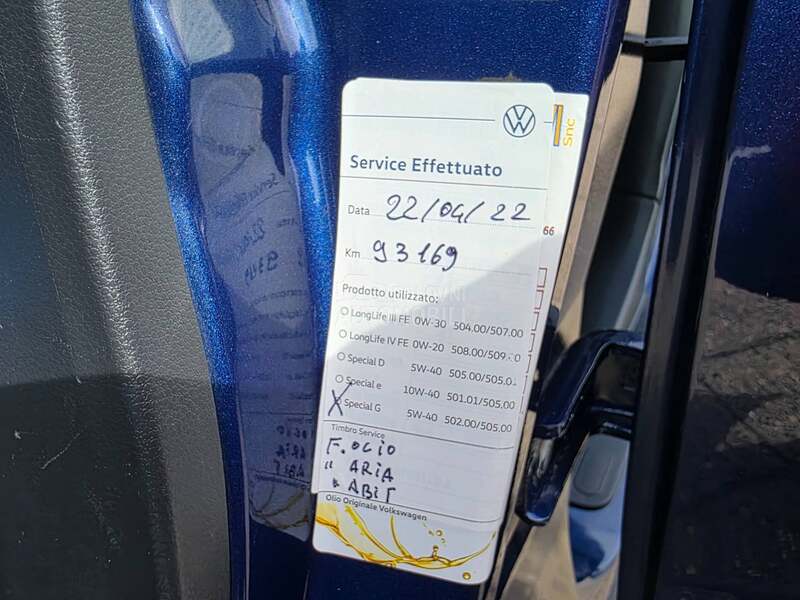 Snc
Service Effettuato
Data 22/04/22
66
Km 93169
Prodotto utilizzato:
LongLife III FE 0W-30 504.00/507.00
LongLife IV FE 0W-20 508.00/509.00
Special D 5W-40 505.00/505.01
Special e 10W-40 501.01/505.00
X Special G 5W-40 502.00/505.00
Timbro Service
F. OLIO
" ARIA
" ABIT
Olio Originale Volkswagen